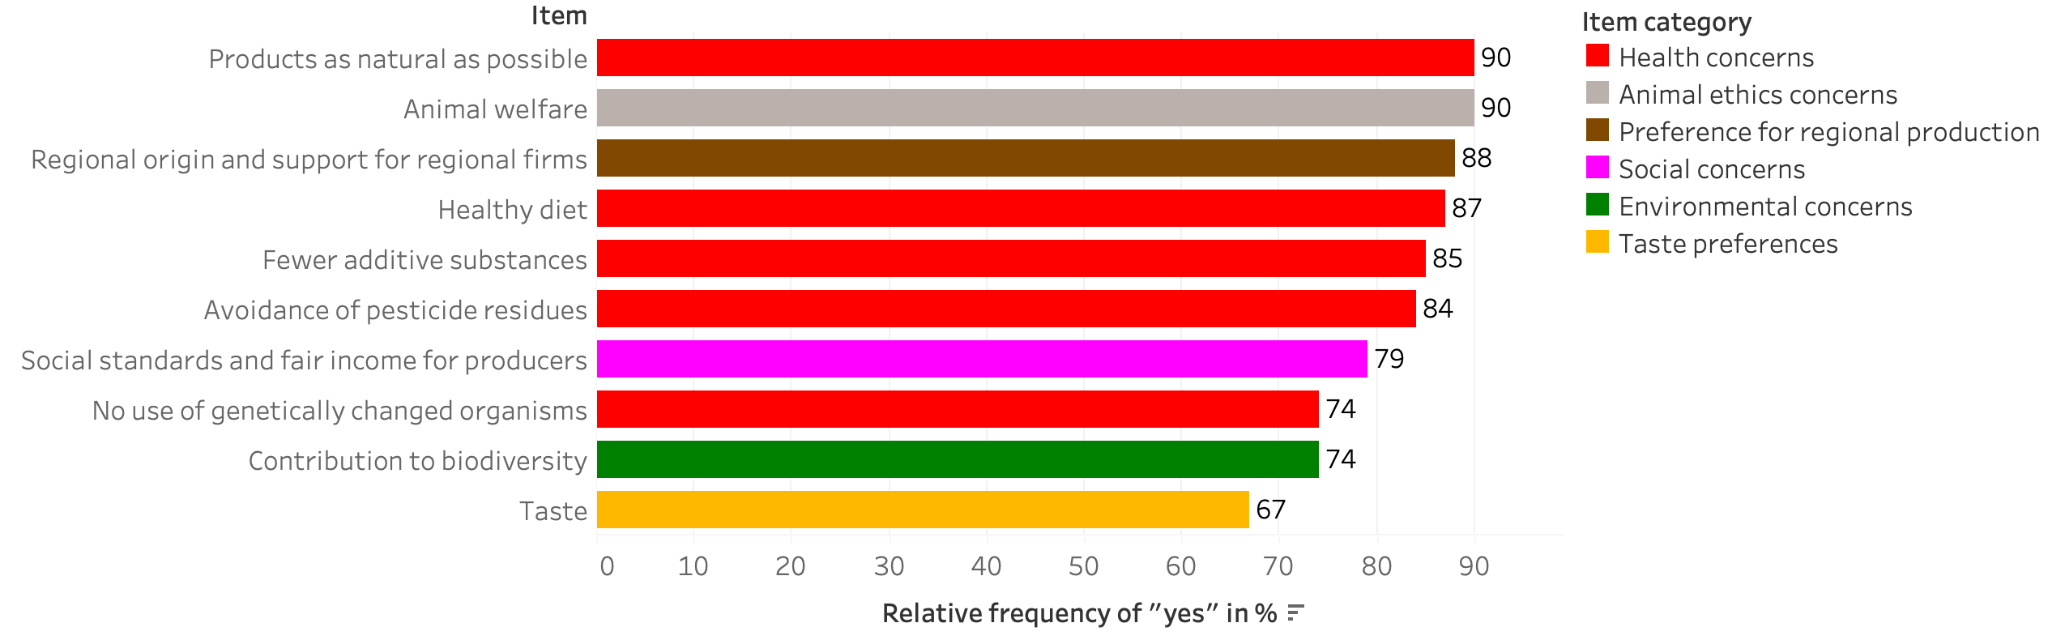 Item
Products as natural as possible 90
Animal welfare 90
Regional origin and support for regional firms 88
Healthy diet 87
Fewer additive substances 85
Avoidance of pesticide residues 84
Social standards and fair income for producers 79
No use of genetically changed organisms 74
Contribution to biodiversity 74
Taste 67
0 10 20 30 40 50 60 70 80 90
Relative frequency of "yes" in %
Item category
Health concerns
Animal ethics concerns
Preference for regional production
Social concerns
Environmental concerns
Taste preferences